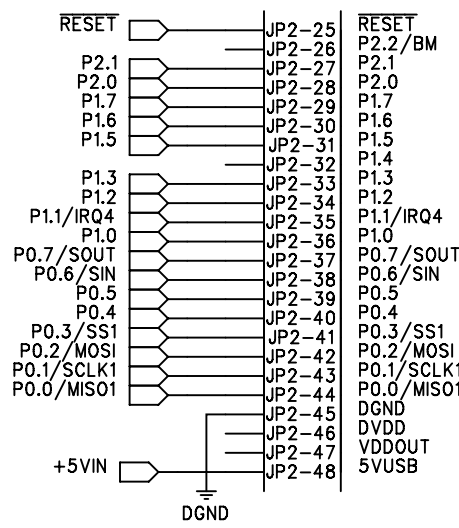 RESET JP2-25 RESET
JP2-26 P2.2/BM
P2.1 JP2-27 P2.1
P2.0 JP2-28 P2.0
P1.7 JP2-29 P1.7
P1.6 JP2-30 P1.6
P1.5 JP2-31 P1.5
JP2-32 P1.4
P1.3 JP2-33 P1.3
P1.2 JP2-34 P1.2
P1.1/IRQ4 JP2-35 P1.1/IRQ4
P1.0 JP2-36 P1.0
P0.7/SOUT JP2-37 P0.7/SOUT
P0.6/SIN JP2-38 P0.6/SIN
P0.5 JP2-39 P0.5
P0.4 JP2-40 P0.4
P0.3/SS1 JP2-41 P0.3/SS1
P0.2/MOSI JP2-42 P0.2/MOSI
P0.1/SCLK1 JP2-43 P0.1/SCLK1
P0.0/MISO1 JP2-44 P0.0/MISO1
JP2-45 DGND
JP2-46 DVDD
JP2-47 VDDOUT
+5VIN JP2-48 5VUSB
DGND